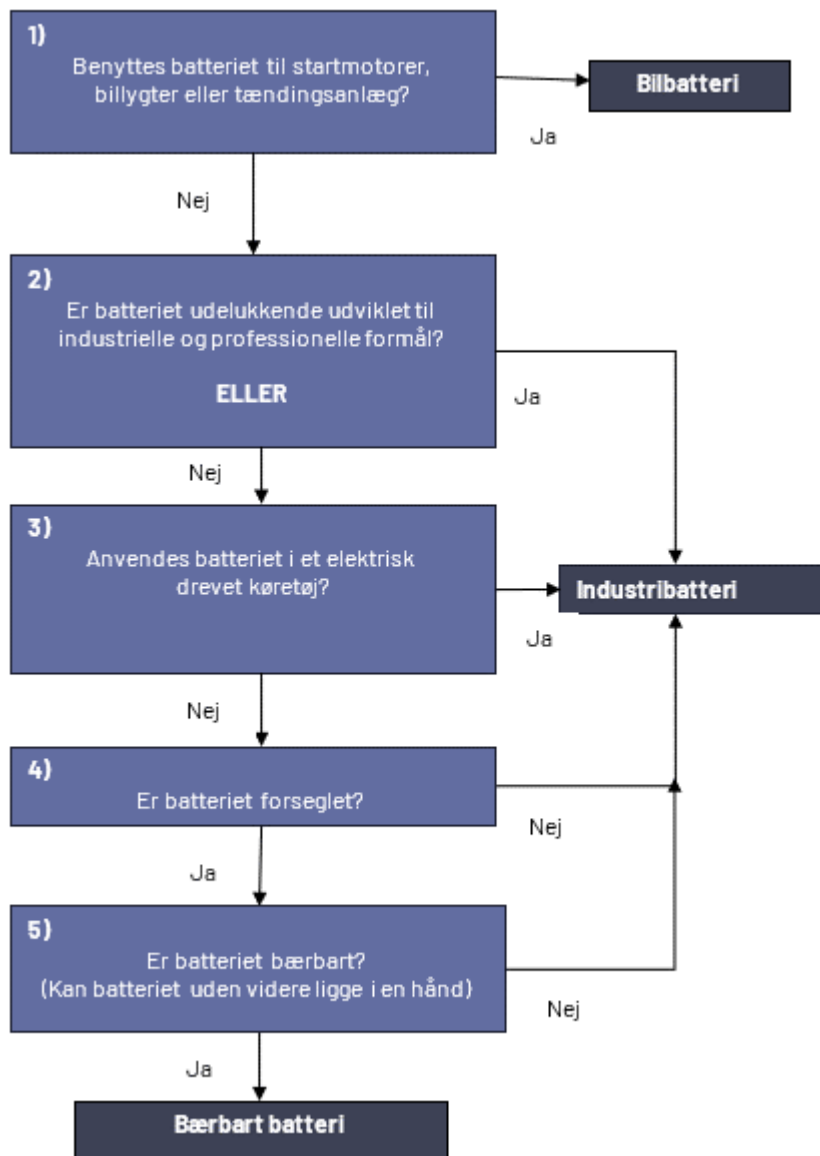 1)
Benyttes batteriet til startmotorer,
billygter eller tændingsanlæg?
Bilbatteri
Ja
Nej
2)
Er batteriet udelukkende udviklet til
industrielle og professionelle formål?
ELLER
Ja
Nej
3)
Anvendes batteriet i et elektrisk
drevet køretøj?
Industribatteri
Ja
Nej
4)
Er batteriet forseglet?
Nej
Ja
5)
Er batteriet bærbart?
(Kan batteriet uden videre ligge i en hånd)
Nej
Ja
Bærbart batteri